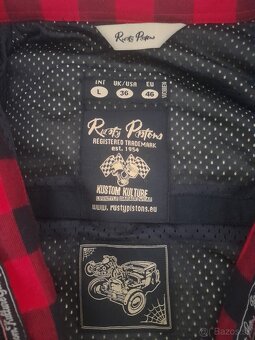 Rusty Pistons
INT UK/USA EU
L 36 46
WOMEN
Rusty Pistons
REGISTERED TRADEMARK
est. 1954
KUSTOM KULTURE
www.rustypistons.eu